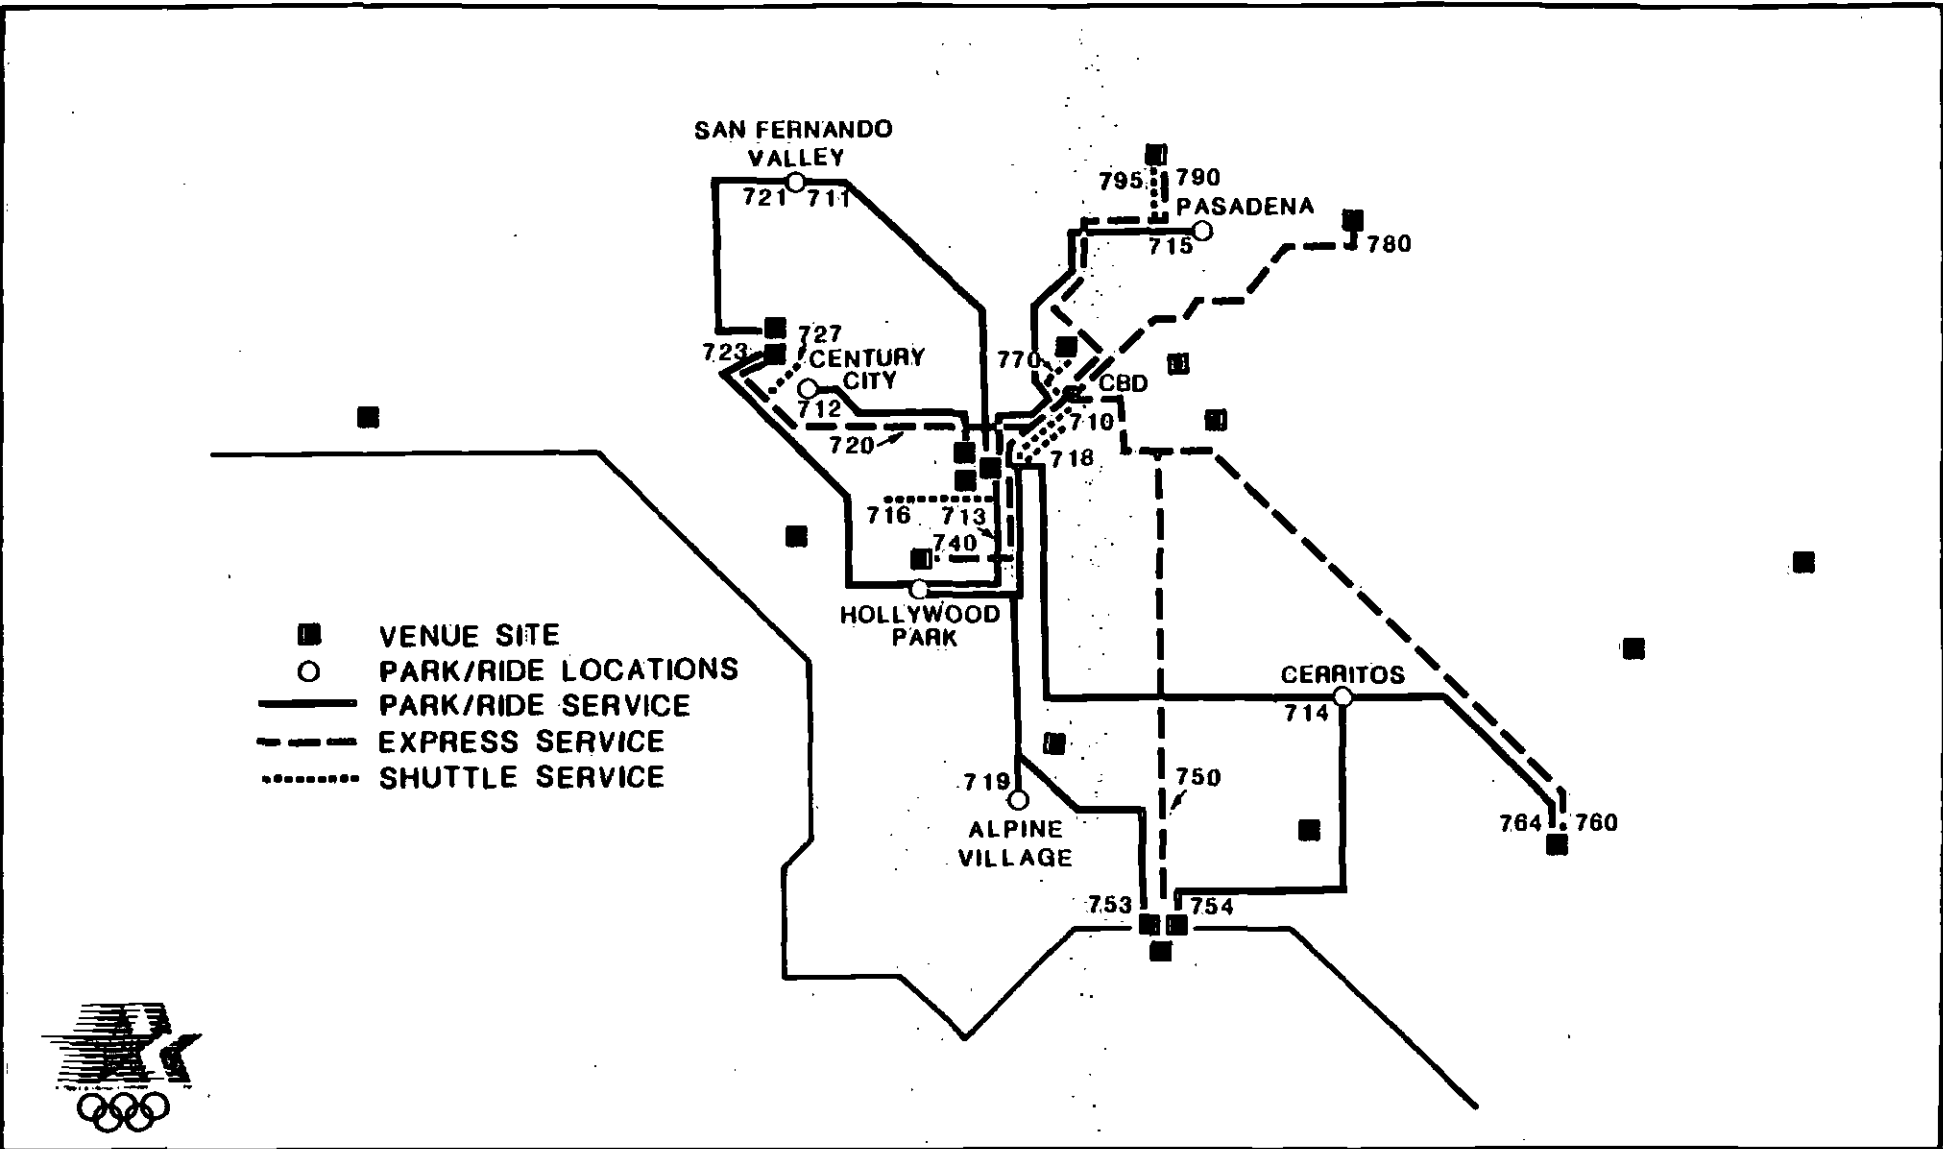 SAN FERNANDO
VALLEY
721
711
795
790
PASADENA
715
780
727
723
CENTURY
CITY
712
770
CBD
710
720
718
716
713
740
HOLLYWOOD
PARK
VENUE SITE
PARK/RIDE LOCATIONS
PARK/RIDE SERVICE
EXPRESS SERVICE
SHUTTLE SERVICE
CERRITOS
714
719
750
ALPINE
VILLAGE
764
760
753
754